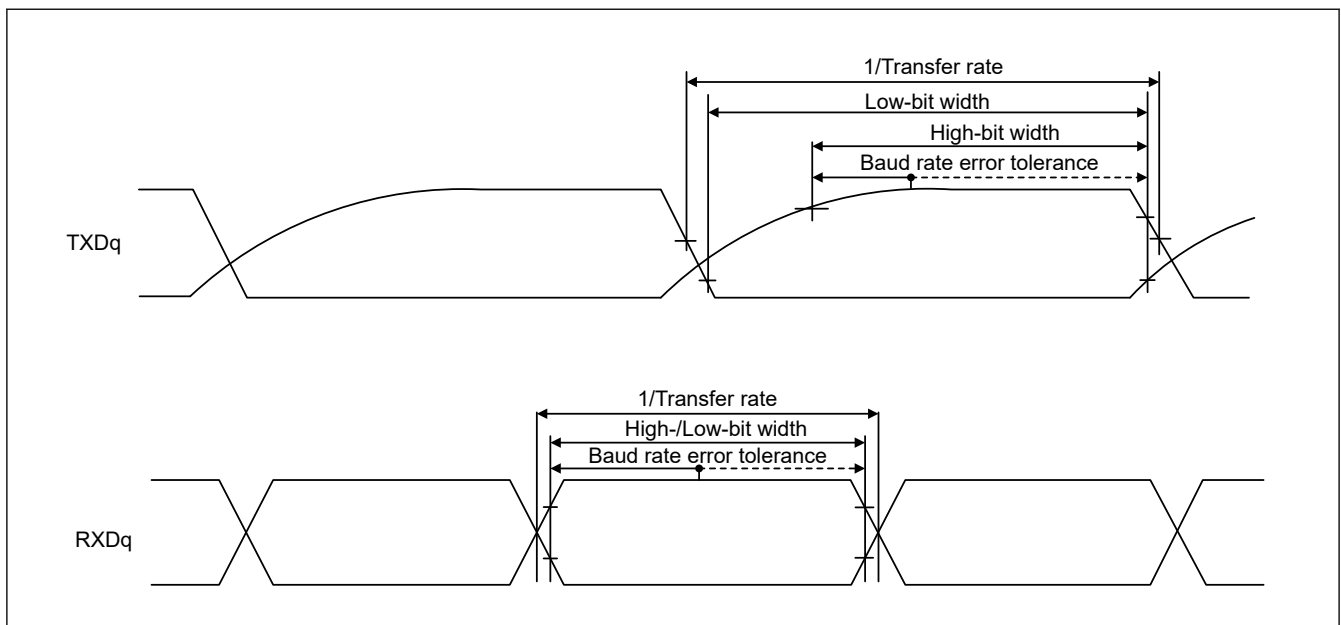 1/Transfer rate
Low-bit width
High-bit width
Baud rate error tolerance
TXDq
1/Transfer rate
High-/Low-bit width
Baud rate error tolerance
RXDq